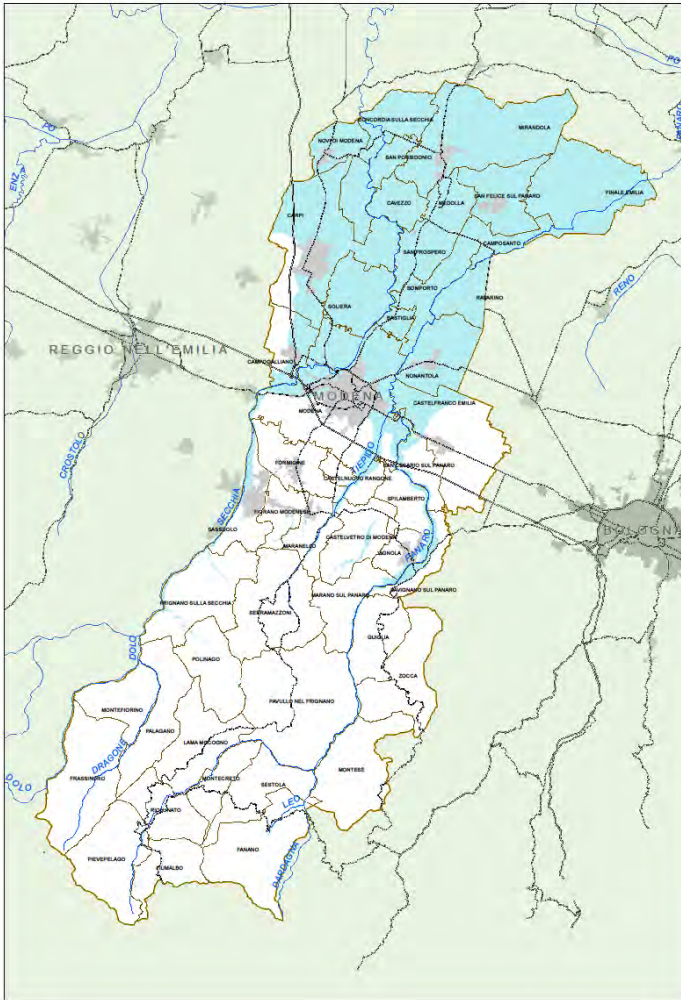 PO
PO
PANARO
ENZA
CONCORDIA SULLA SECCHIA
MIRANDOLA
NOVI DI MODENA
SAN POSSIDONIO
CARPI
CAVEZZO
MEDOLLA
SAN FELICE SUL PANARO
FINALE EMILIA
CAMPOSANTO
SAN PROSPERO
BOMPORTO
RAVARINO
RENO
SOLIERA
BASTIGLIA
REGGIO NELL'EMILIA
CAMPOGALLIANO
NONANTOLA
MODENA
CASTELFRANCO EMILIA
MODENA
CROSTOLO
TIEPIDO
FORMIGINE
SAN CESARIO SUL PANARO
CASTELNUOVO RANGONE
SECCHIA
SPILAMBERTO
FIORANO MODENESE
SASSUOLO
BOLOGNA
CASTELVETRO DI MODENA
MARANELLO
VIGNOLA
PANARO
MARANO SUL PANARO
SAVIGNANO SUL PANARO
PRIGNANO SULLA SECCHIA
SERRAMAZZONI
GUIGLIA
DOLO
POLINAGO
ZOCCA
PAVULLO NEL FRIGNANO
MONTEFIORINO
PALAGANO
LAMA MOCOGNO
DRAGONE
MONTESE
FRASSINORO
MONTECRETO
SESTOLA
DOLO
RIOLUNATO
LEO
FANANO
PIEVEPELAGO
FIUMALBO
DARDAGNA